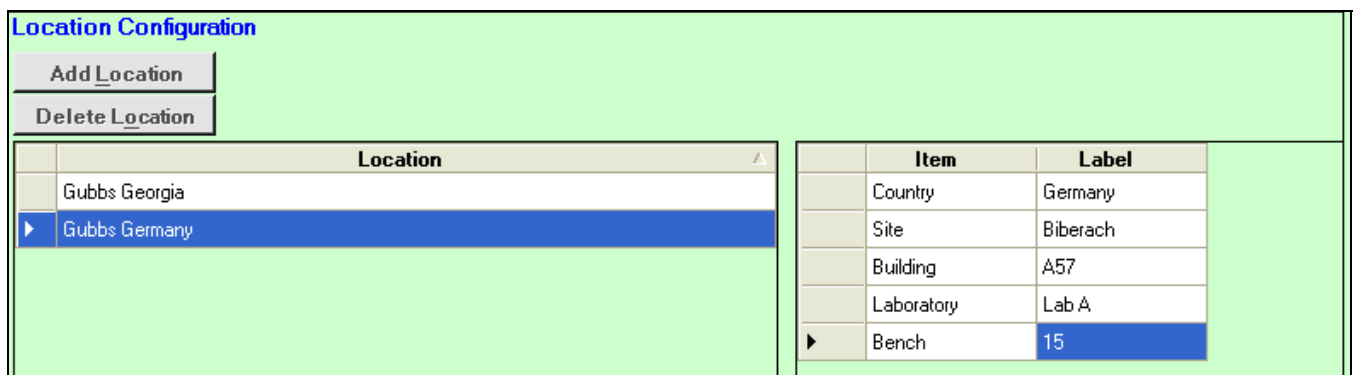 Location Configuration
Add Location
Delete Location
Location
Gubbs Georgia
Gubbs Germany
Item Label
Country Germany
Site Biberach
Building A57
Laboratory Lab A
Bench 15